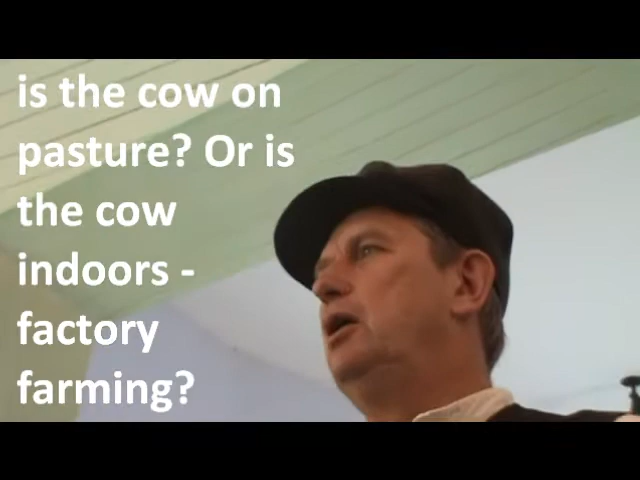 is the cow on
pasture? Or is
the cow
indoors -
factory
farming?